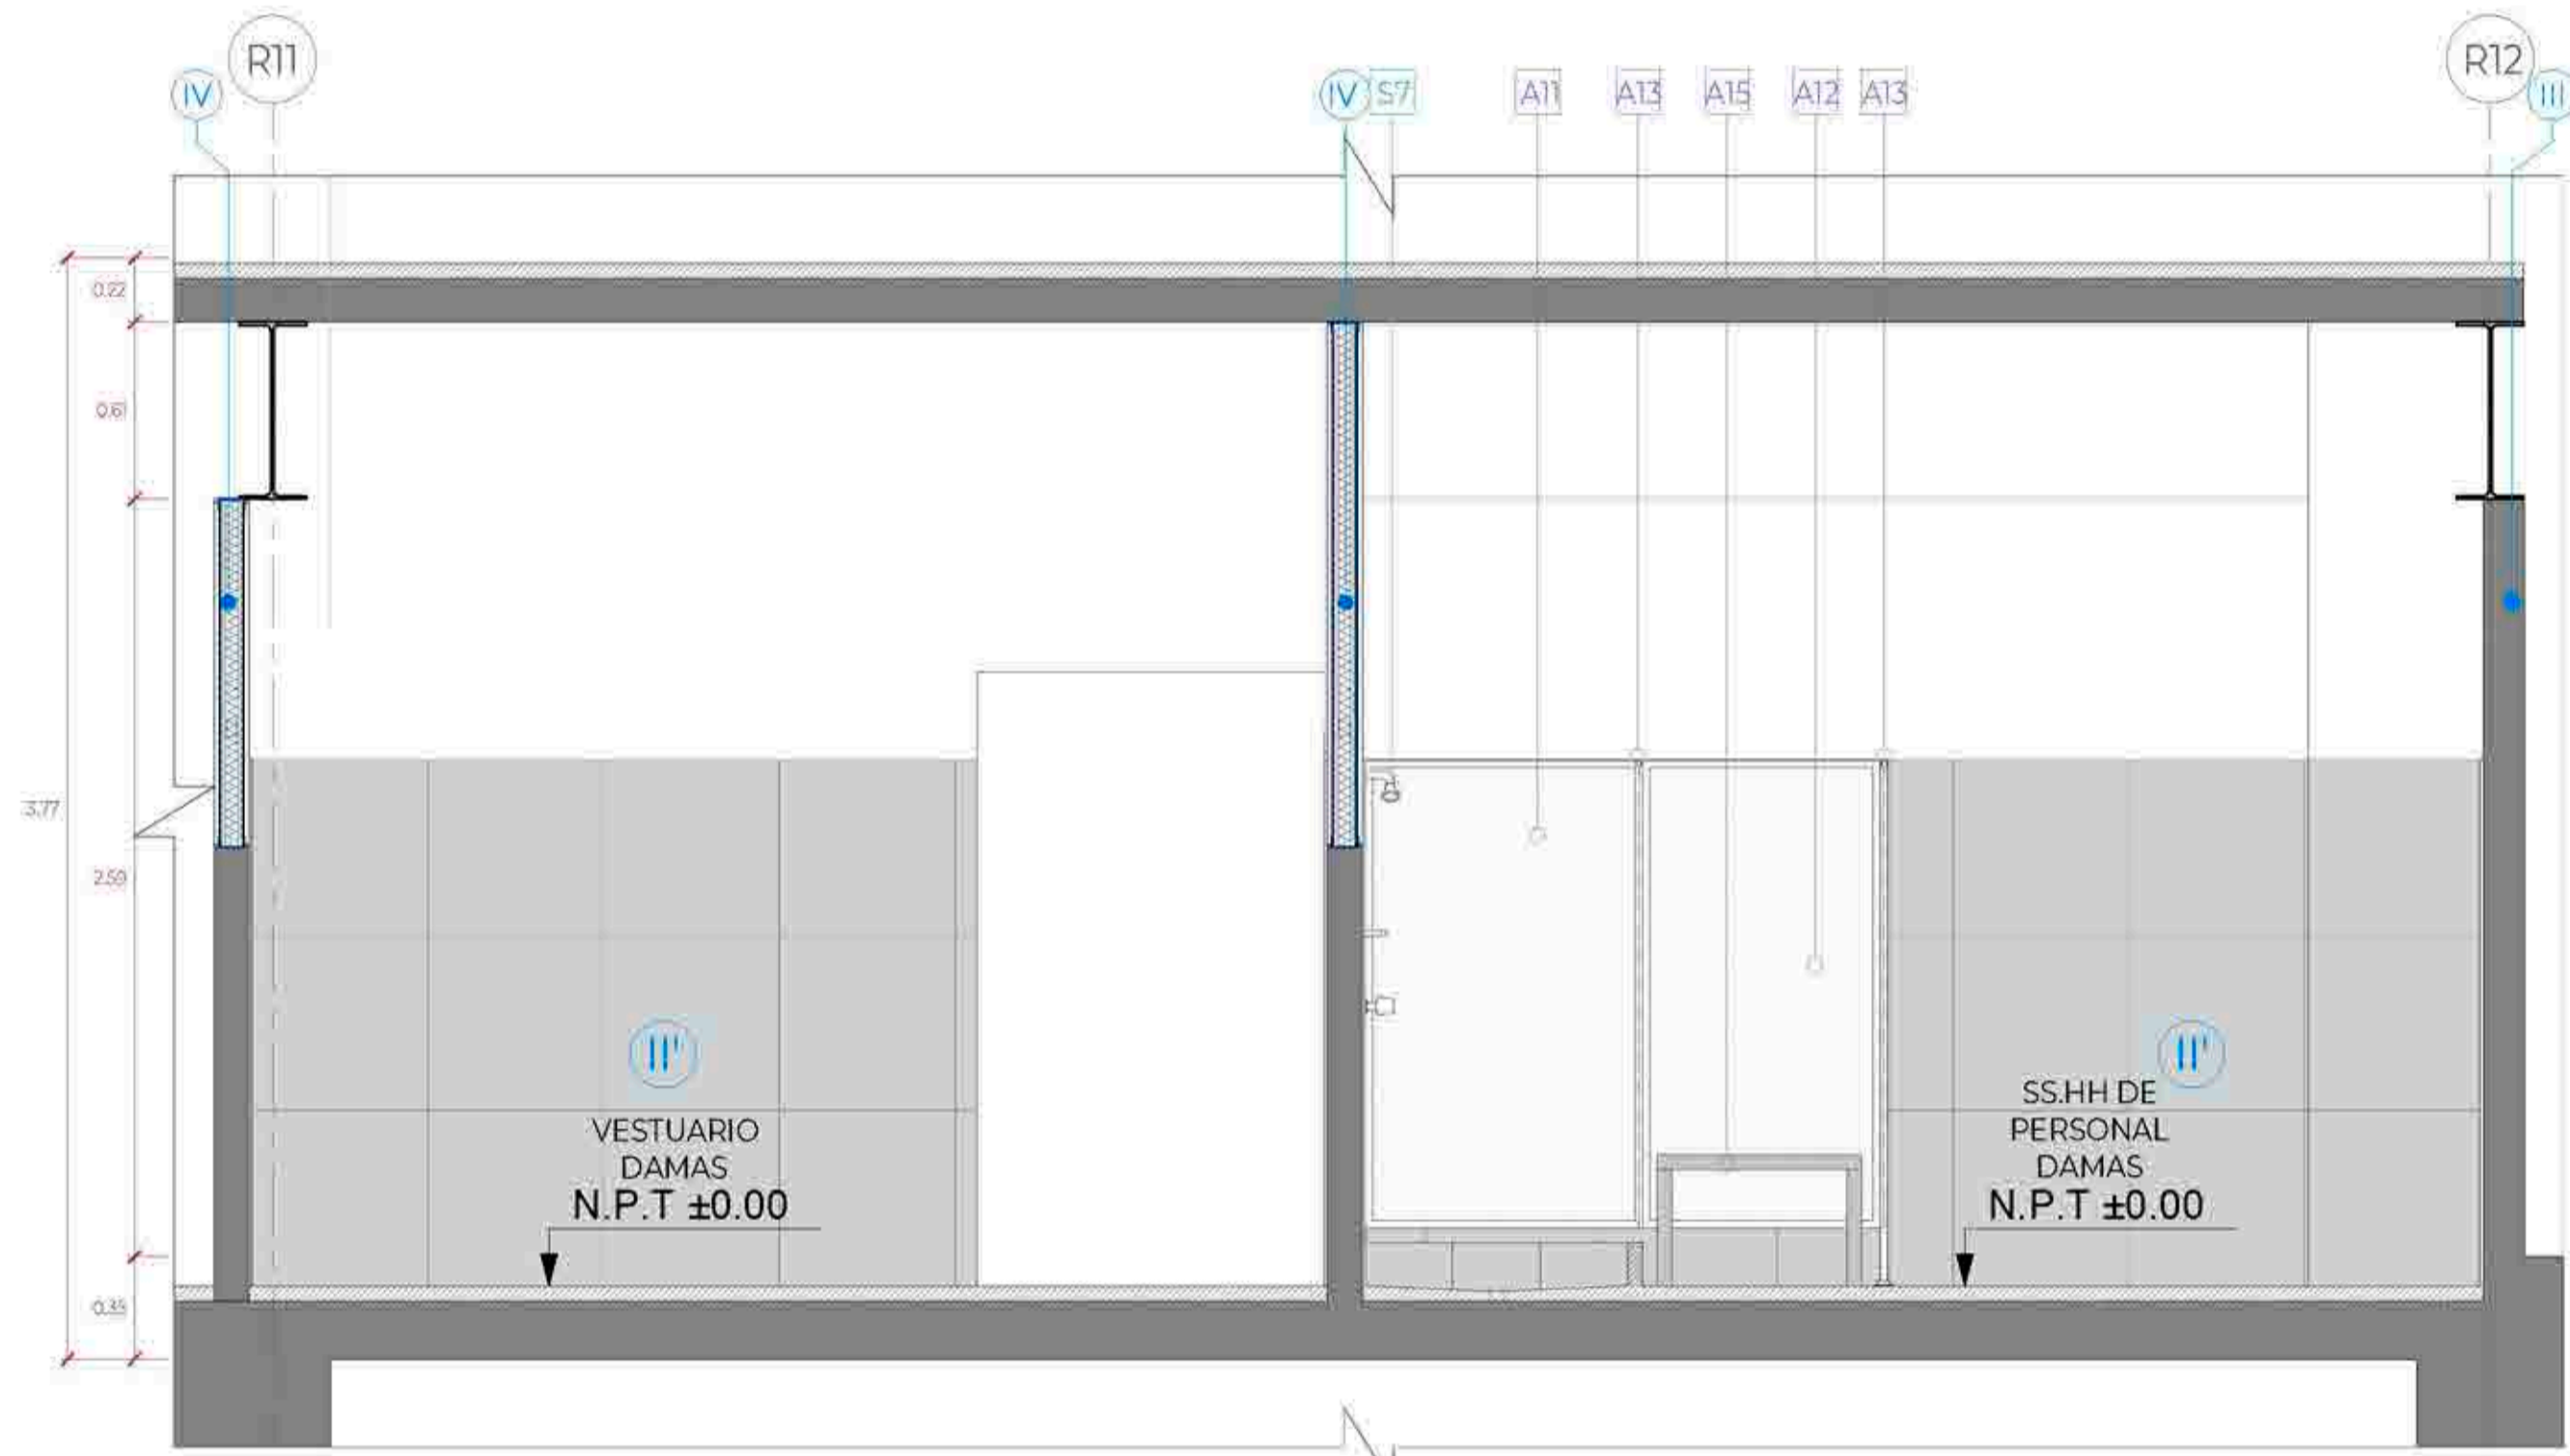 R11
R12
IV
IV
S7
A11
A13
A15
A12
A13
III
0.22
0.61
3.77
2.59
0.35
II'
VESTUARIO
DAMAS
N.P.T ±0.00
II'
SS.HH DE
PERSONAL
DAMAS
N.P.T ±0.00